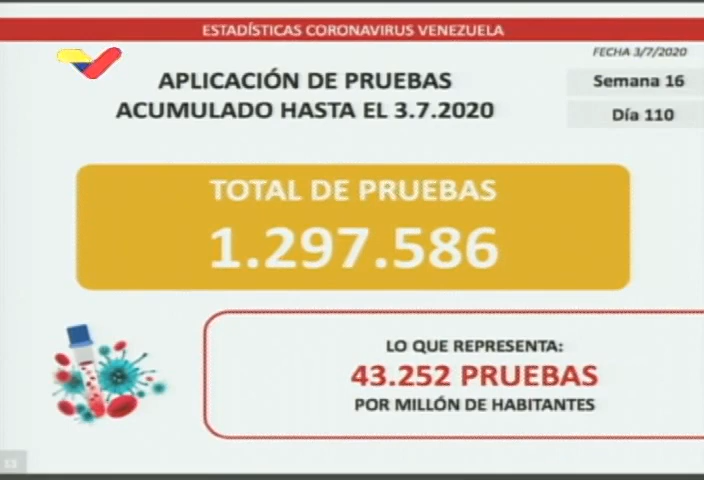 ESTADÍSTICAS CORONAVIRUS VENEZUELA
FECHA 3/7/2020
APLICACIÓN DE PRUEBAS
ACUMULADO HASTA EL 3.7.2020
Semana 16
Día 110
TOTAL DE PRUEBAS
1.297.586
LO QUE REPRESENTA:
43.252 PRUEBAS
POR MILLÓN DE HABITANTES